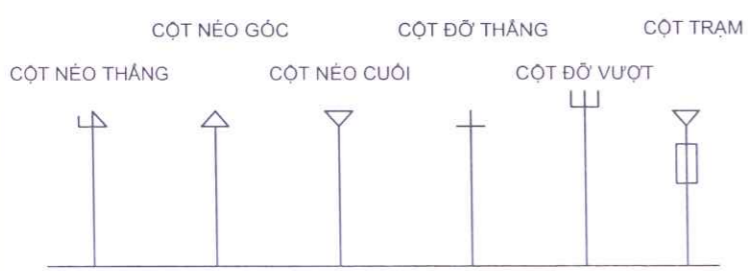 CỘT NÉO GÓC
CỘT ĐỠ THẲNG
CỘT TRẠM
CỘT NÉO THẲNG
CỘT NÉO CUỐI
CỘT ĐỠ VƯỢT